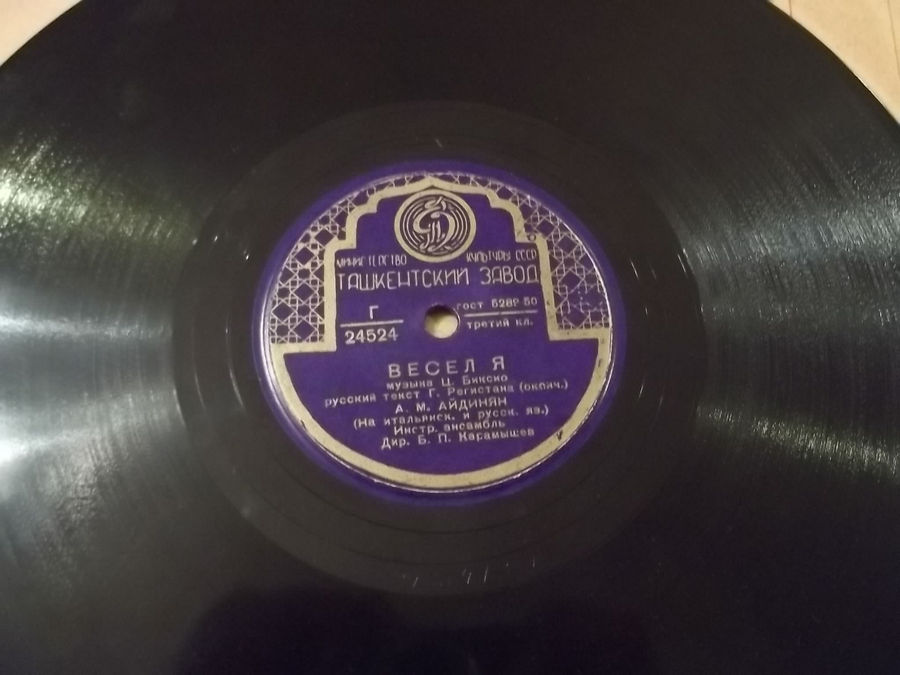 МИНИСТЕРСТВО КУЛЬТУРЫ СССР
ТАШКЕНТСКИЙ ЗАВОД
Г
24524
ГОСТ 5289-50
третий кл.
ВЕСЕЛ Я
музыка Ц. Биксио
русский текст Г. Регистана (оконч.)
А. М. АЙДИНЯН
(На итальянск. и русск. яз.)
Инстр. ансамбль
Дир. Б. П. Карамышев